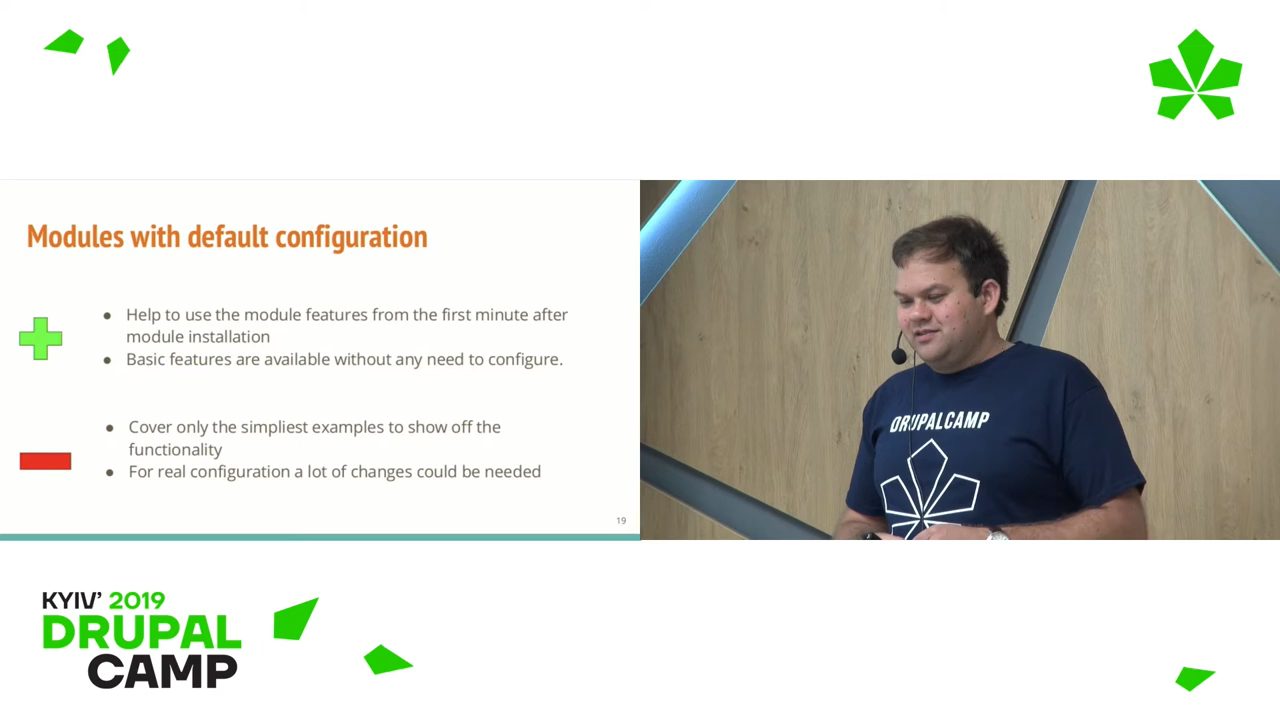 Modules with default configuration
● Help to use the module features from the first minute after
module installation
● Basic features are available without any need to configure.
● Cover only the simpliest examples to show off the
functionality
● For real configuration a lot of changes could be needed
19
DRUPALCAMP
KYIV’ 2019
DRUPAL
CAMP